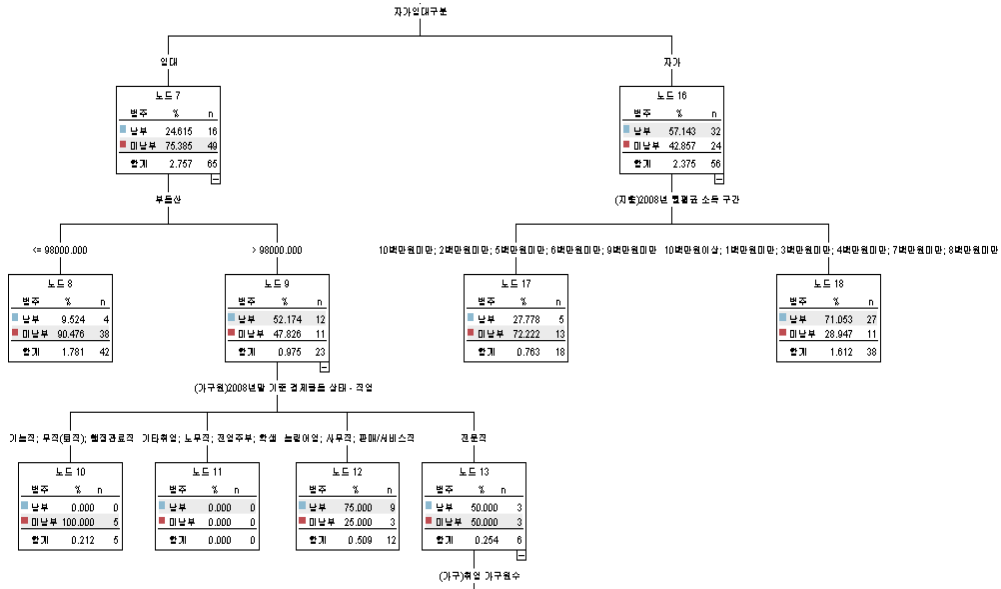 자가임대구분
임대
자가
노드 7
범주 % n
납부 24.615 16
미납부 75.385 49
합계 2.757 65
노드 16
범주 % n
납부 57.143 32
미납부 42.857 24
합계 2.375 56
부동산
(지출)2008년 월평균 소득 구간
<= 98000.000
> 98000.000
10백만원미만; 2백만원미만; 5백만원미만; 6백만원미만; 9백만원미만
10백만원이상; 1백만원미만; 3백만원미만; 4백만원미만; 7백만원미만; 8백만원미만
노드 8
범주 % n
납부 9.524 4
미납부 90.476 38
합계 1.781 42
노드 9
범주 % n
납부 52.174 12
미납부 47.826 11
합계 0.975 23
노드 17
범주 % n
납부 27.778 5
미납부 72.222 13
합계 0.763 18
노드 18
범주 % n
납부 71.053 27
미납부 28.947 11
합계 1.612 38
(가구원)2008년말 기준 경제활동 상태 - 직업
기능직; 무직(퇴직); 행정관료직
기타취업; 노무직; 전업주부; 학생
농림어업; 사무직; 판매/서비스직
전문직
노드 10
범주 % n
납부 0.000 0
미납부 100.000 5
합계 0.212 5
노드 11
범주 % n
납부 0.000 0
미납부 0.000 0
합계 0.000 0
노드 12
범주 % n
납부 75.000 9
미납부 25.000 3
합계 0.509 12
노드 13
범주 % n
납부 50.000 3
미납부 50.000 3
합계 0.254 6
(가구)취업 가구원수